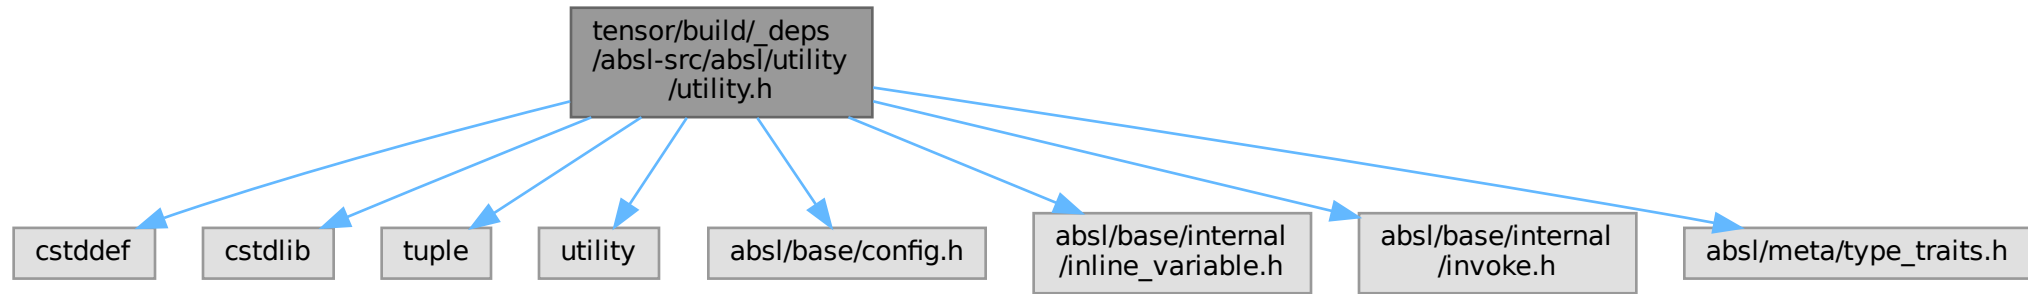 tensor/build/_deps
/absl-src/absl/utility
/utility.h
cstddef
cstdlib
tuple
utility
absl/base/config.h
absl/base/internal
/inline_variable.h
absl/base/internal
/invoke.h
absl/meta/type_traits.h